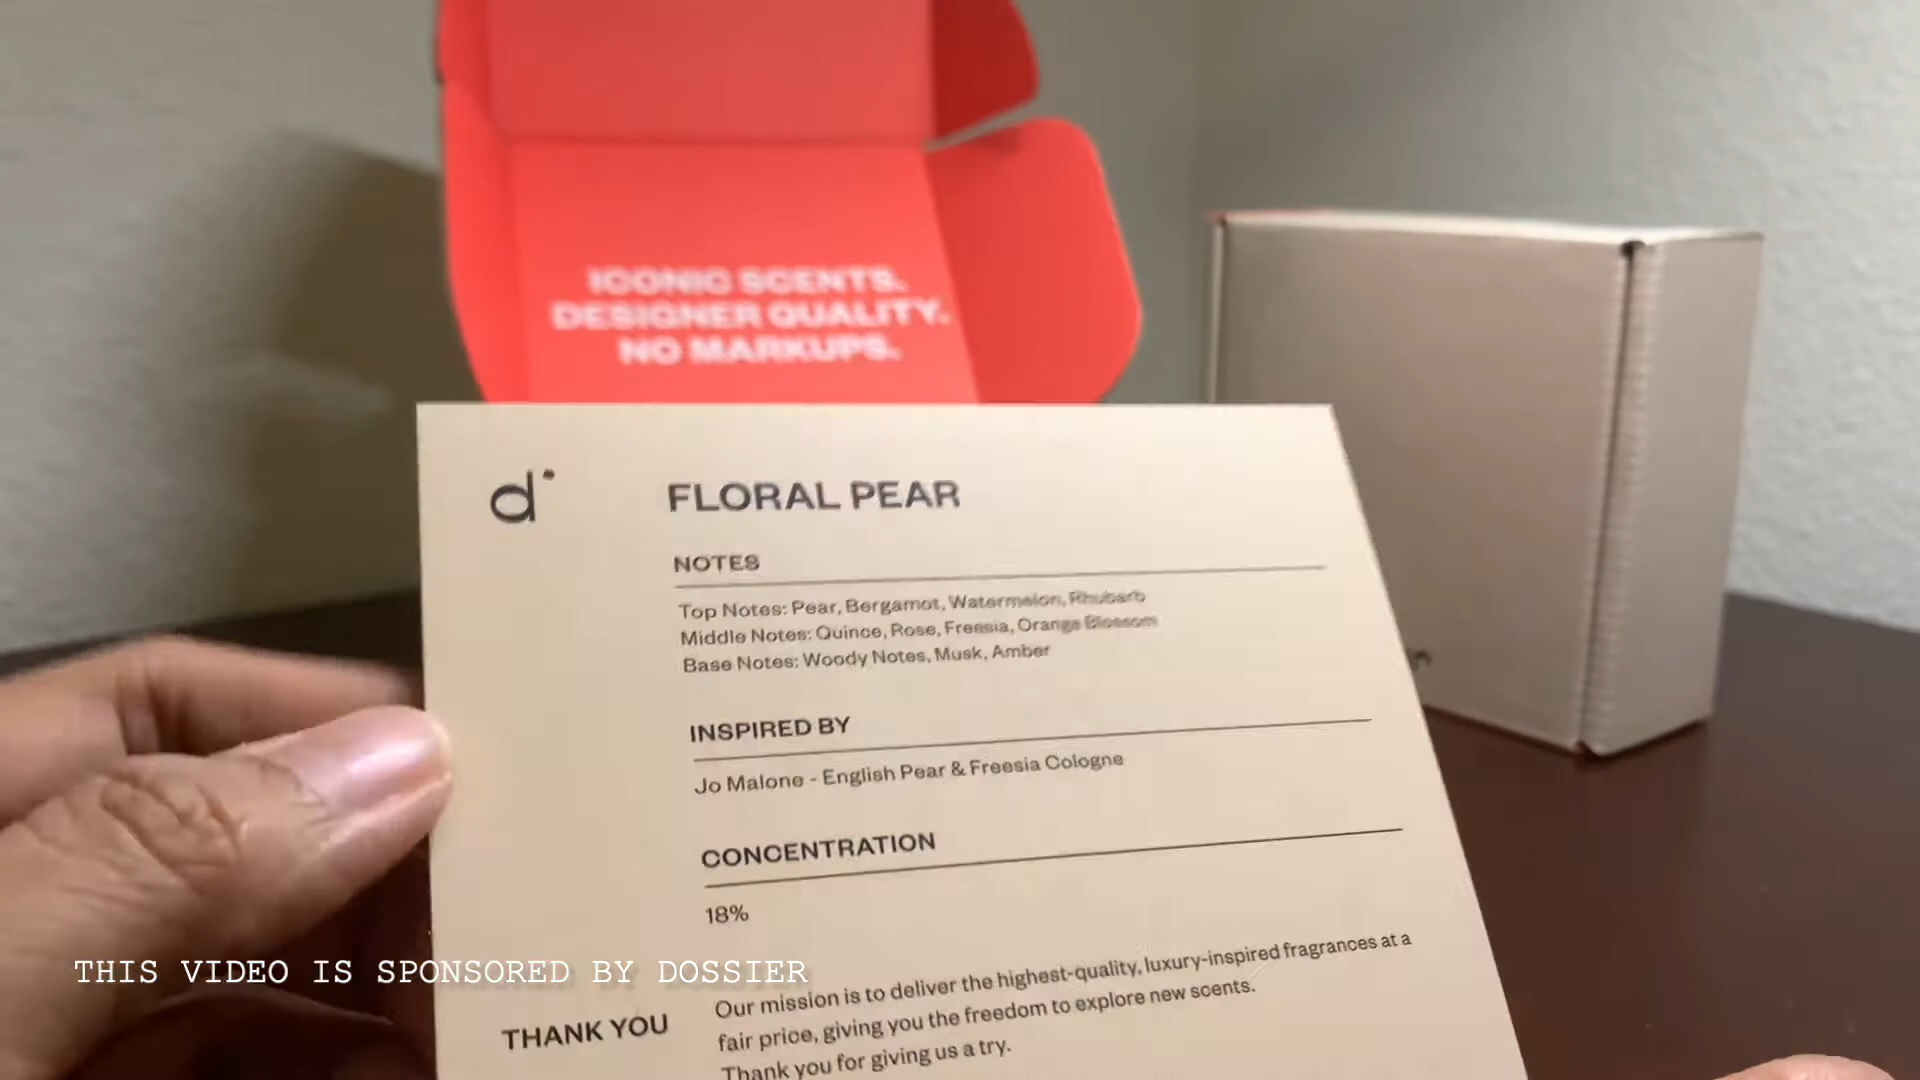 ICONIC SCENTS.
DESIGNER QUALITY.
NO MARKUPS.
d
FLORAL PEAR
NOTES
Top Notes: Pear, Bergamot, Watermelon, Rhubarb
Middle Notes: Quince, Rose, Freesia, Orange Blossom
Base Notes: Woody Notes, Musk, Amber
INSPIRED BY
Jo Malone - English Pear & Freesia Cologne
CONCENTRATION
18%
THIS VIDEO IS SPONSORED BY DOSSIER
THANK YOU
Our mission is to deliver the highest-quality, luxury-inspired fragrances at a
fair price, giving you the freedom to explore new scents.
Thank you for giving us a try.